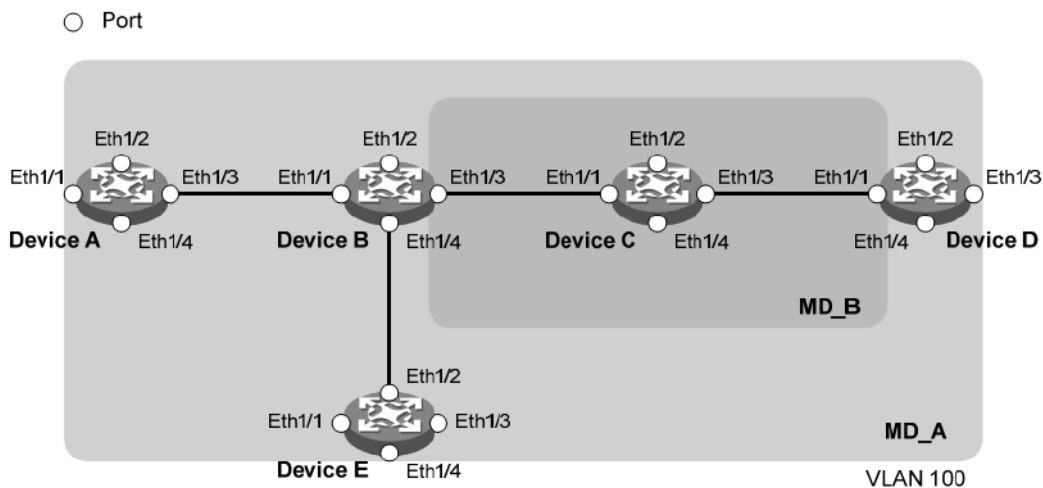 Port
Eth1/2 Eth1/2 Eth1/2 Eth1/2
Eth1/1 Eth1/3 Eth1/1 Eth1/3 Eth1/1 Eth1/3 Eth1/1 Eth1/3
Device A Eth1/4 Device B Eth1/4 Device C Eth1/4 Eth1/4 Device D
MD_B
Eth1/2
Eth1/1 Eth1/3
MD_A
Device E Eth1/4
VLAN 100